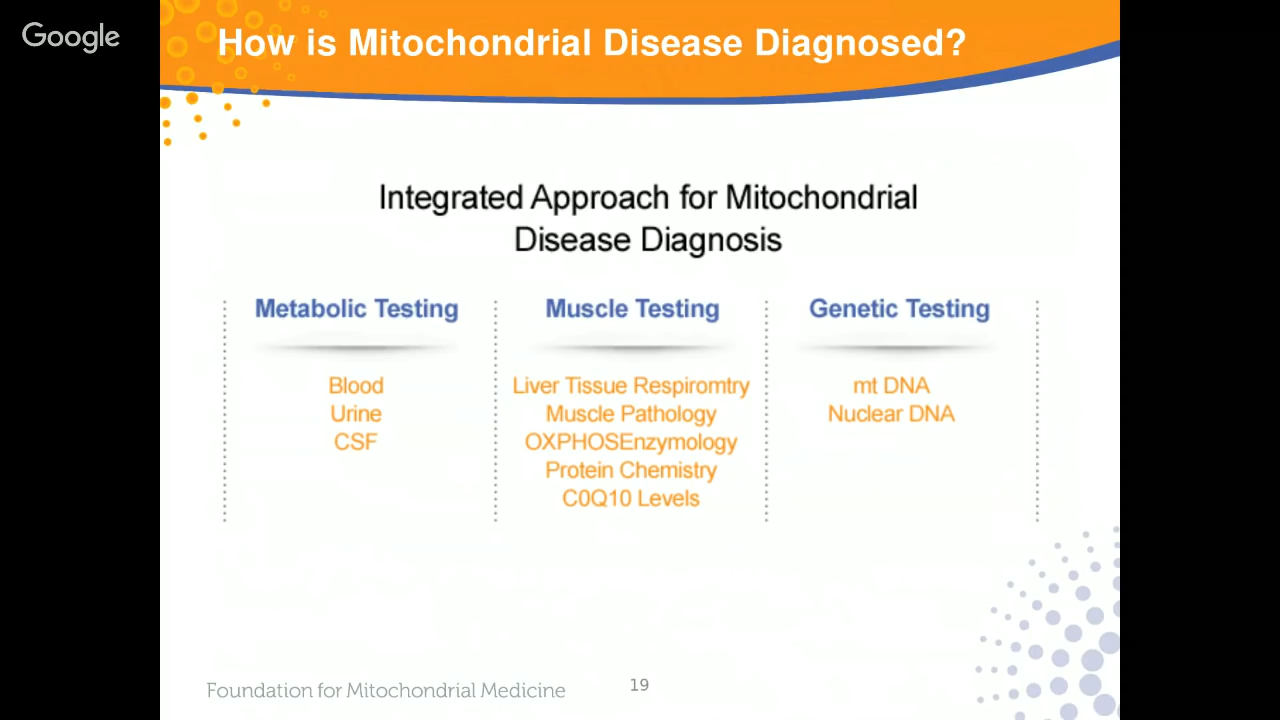 Google
How is Mitochondrial Disease Diagnosed?
Integrated Approach for Mitochondrial
Disease Diagnosis
Metabolic Testing
Blood
Urine
CSF
Muscle Testing
Liver Tissue Respiromtry
Muscle Pathology
OXPHOSEnzymology
Protein Chemistry
C0Q10 Levels
Genetic Testing
mt DNA
Nuclear DNA
Foundation for Mitochondrial Medicine
19